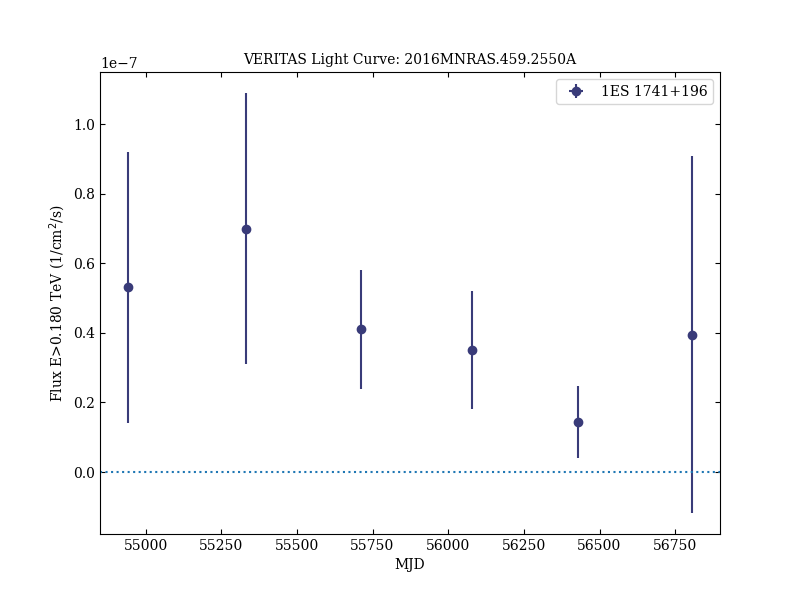 VERITAS Light Curve: 2016MNRAS.459.2550A
1e−7
1ES 1741+196
1.0
0.8
0.6
0.4
0.2
0.0
Flux E>0.180 TeV (1/cm²/s)
55000 55250 55500 55750 56000 56250 56500 56750
MJD